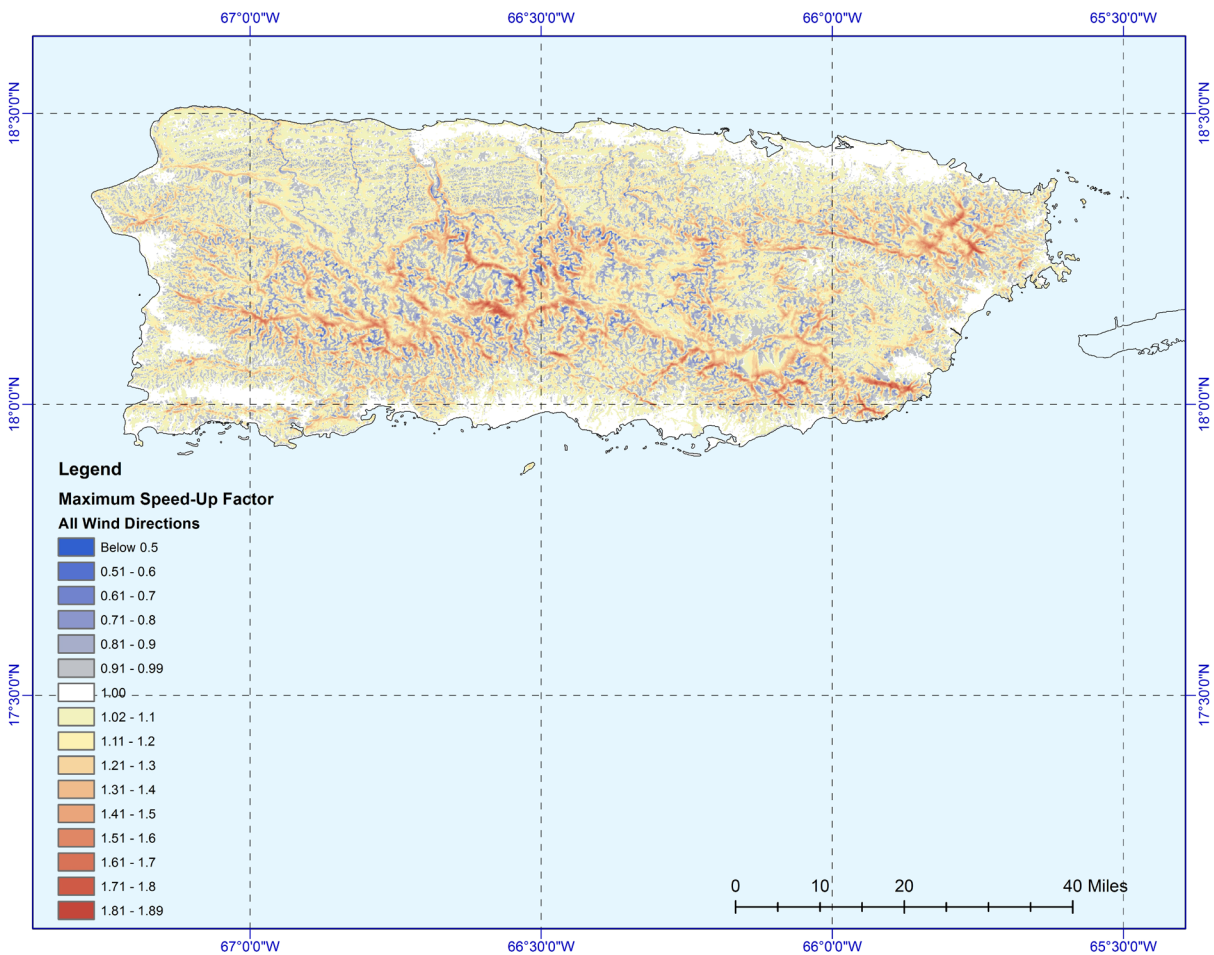 67°0'0"W 66°30'0"W 66°0'0"W 65°30'0"W
18°30'0"N 18°30'0"N
18°0'0"N 18°0'0"N
Legend
Maximum Speed-Up Factor
All Wind Directions
Below 0.5
0.51 - 0.6
0.61 - 0.7
0.71 - 0.8
0.81 - 0.9
0.91 - 0.99
1.00
17°30'0"N 17°30'0"N
1.02 - 1.1
1.11 - 1.2
1.21 - 1.3
1.31 - 1.4
1.41 - 1.5
1.51 - 1.6
1.61 - 1.7
1.71 - 1.8
1.81 - 1.89
0 10 20 40 Miles
67°0'0"W 66°30'0"W 66°0'0"W 65°30'0"W